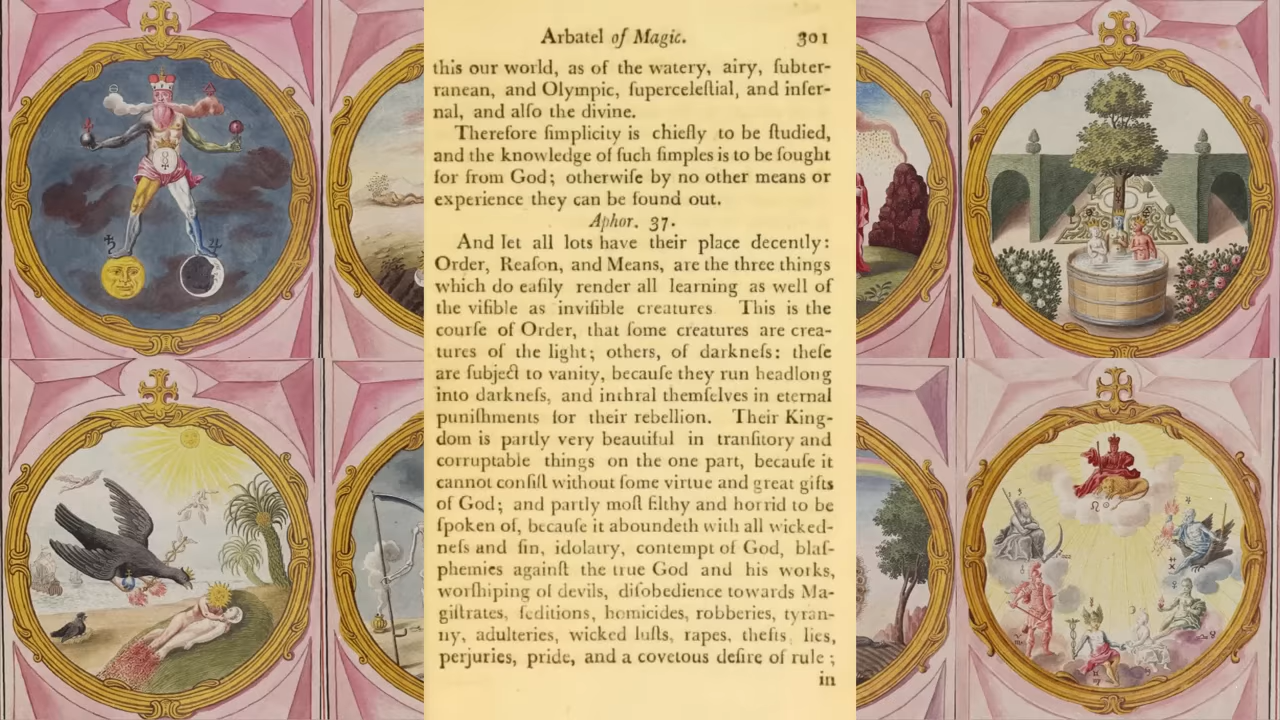 Arbatel of Magic. 301
this our world, as of the watery, airy, ſubter-
ranean, and Olympic, ſuperceleſtial, and infer-
nal, and alſo the divine.
Therefore ſimplicity is chiefly to be ſtudied,
and the knowledge of ſuch ſimples is to be ſought
for from God; otherwiſe by no other means or
experience they can be found out.
Aphor. 37.
And let all lots have their place decently:
Order, Reaſon, and Means, are the three things
which do eaſily render all learning as well of
the viſible as inviſible creatures This is the
courſe of Order, that ſome creatures are crea-
tures of the light; others, of darkneſs: theſe
are ſubject to vanity, becauſe they run headlong
into darkneſs, and inthral themſelves in eternal
puniſhments for their rebellion. Their King-
dom is partly very beautiful in tranſitory and
corruptable things on the one part, becauſe it
cannot conſiſt without ſome virtue and great gifts
of God; and partly moſt filthy and horrid to be
ſpoken of, becauſe it aboundeth with all wicked-
neſs and ſin, idolatry, contempt of God, blaſ-
phemies againſt the true God and his works,
worſhiping of devils, diſobedience towards Ma-
giſtrates, ſeditions, homicides, robberies, tyran-
ny, adulteries, wicked luſts, rapes, thefts, lies,
perjuries, pride, and a covetous deſire of rule;
in